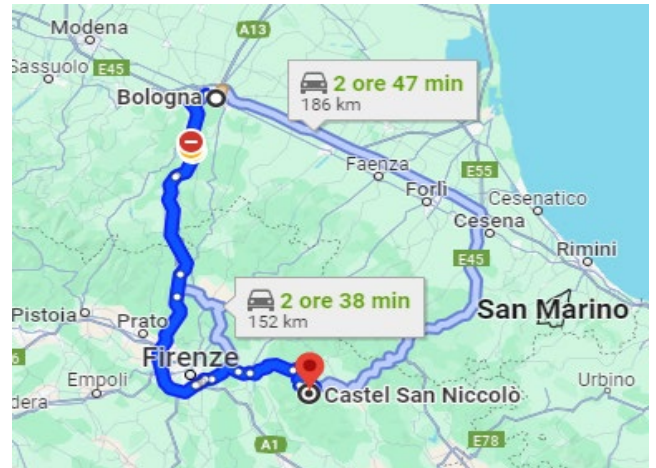 Modena
A13
Sassuolo
E45
Bologna
2 ore 47 min
186 km
Faenza
E55
Forlì
Cesenatico
Cesena
E45
Rimini
2 ore 38 min
152 km
San Marino
Pistoia
Prato
Firenze
Empoli
Castel San Niccolò
Urbino
A1
E78